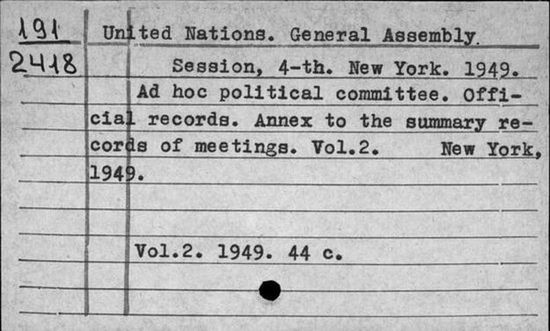 191 United Nations. General Assembly.
2418 Session, 4-th. New York. 1949.
Ad hoc political committee. Offi-
cial records. Annex to the summary re-
cords of meetings. Vol.2. New York,
1949.
Vol.2. 1949. 44 c.